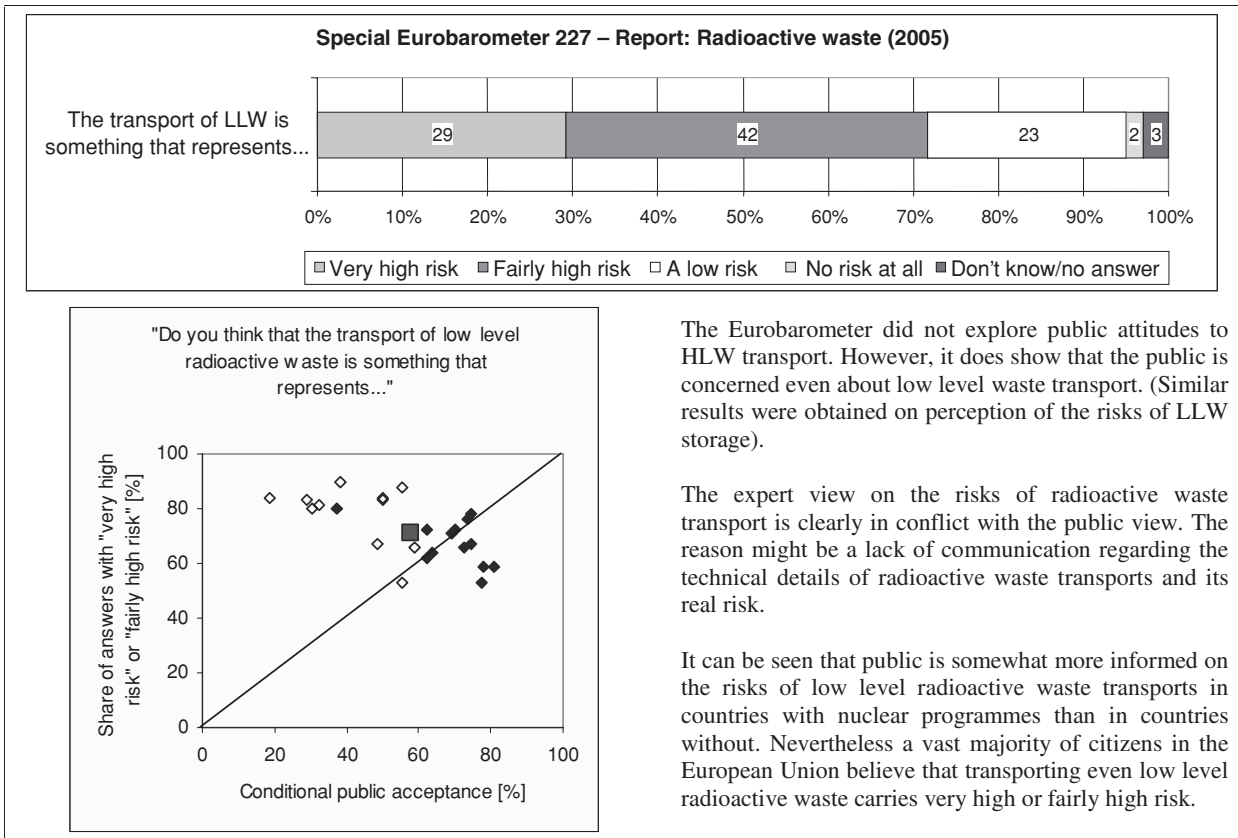 Special Eurobarometer 227 – Report: Radioactive waste (2005)
The transport of LLW is
something that represents...
29 42 23 2 3
0% 10% 20% 30% 40% 50% 60% 70% 80% 90% 100%
Very high risk Fairly high risk A low risk No risk at all Don't know/no answer
"Do you think that the transport of low level
radioactive waste is something that
represents..."
Share of answers with "very high
risk" or "fairly high risk" [%]
100
80
60
40
20
0
0 20 40 60 80 100
Conditional public acceptance [%]
The Eurobarometer did not explore public attitudes to
HLW transport. However, it does show that the public is
concerned even about low level waste transport. (Similar
results were obtained on perception of the risks of LLW
storage).
The expert view on the risks of radioactive waste
transport is clearly in conflict with the public view. The
reason might be a lack of communication regarding the
technical details of radioactive waste transports and its
real risk.
It can be seen that public is somewhat more informed on
the risks of low level radioactive waste transports in
countries with nuclear programmes than in countries
without. Nevertheless a vast majority of citizens in the
European Union believe that transporting even low level
radioactive waste carries very high or fairly high risk.